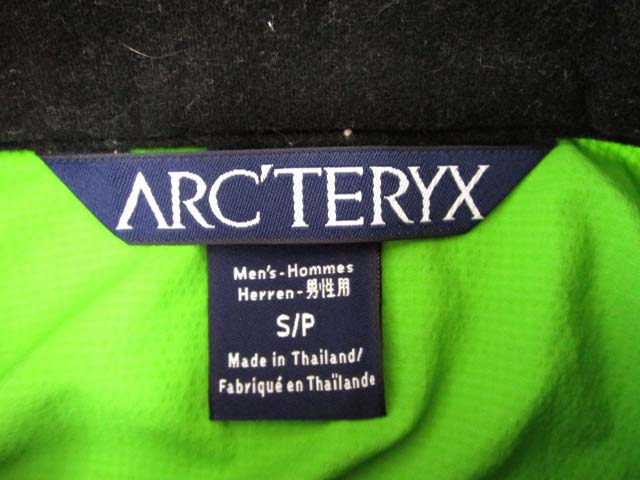 ARC'TERYX
Men's-Hommes
Herren-男性用
S/P
Made in Thailand/
Fabriqué en Thaïlande